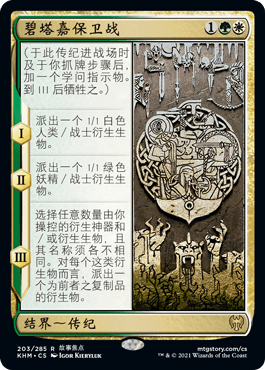 碧塔嘉保卫战 1
(于此传纪进战场时
及于你抓牌步骤后，
加一个学问指示物。
到 III 后牺牲之。)
I
派出一个 1/1 白色
人类 / 战士衍生生
物。
II
派出一个 1/1 绿色
妖精 / 战士衍生生
物。
III
选择任意数量由你
操控的衍生神器和
/ 或衍生生物，且
其名称须各不相
同。对每个这类衍
生物而言，派出一
个为前者之复制品
的衍生物。
结界～传纪
203/285 R 故事焦点
KHM • CS IGOR KIERYLUK
mtgstory.com/cs
™ & © 2021 Wizards of the Coast